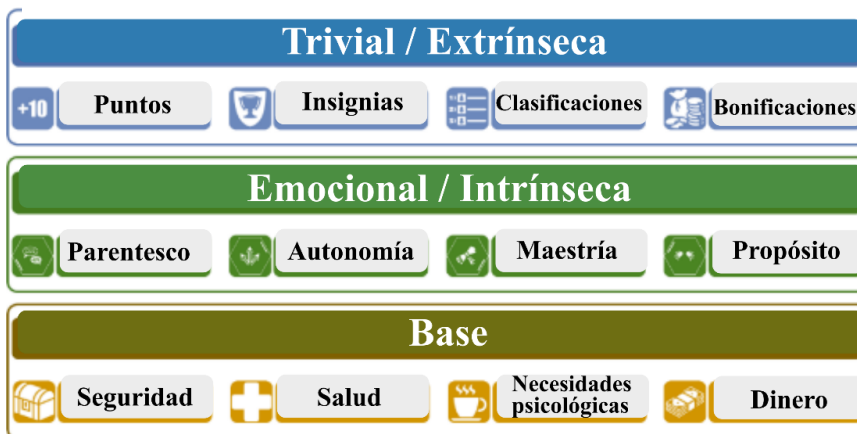 Trivial / Extrínseca
+10 Puntos Insignias Clasificaciones Bonificaciones
Emocional / Intrínseca
Parentesco Autonomía Maestría Propósito
Base
Seguridad Salud Necesidades psicológicas Dinero